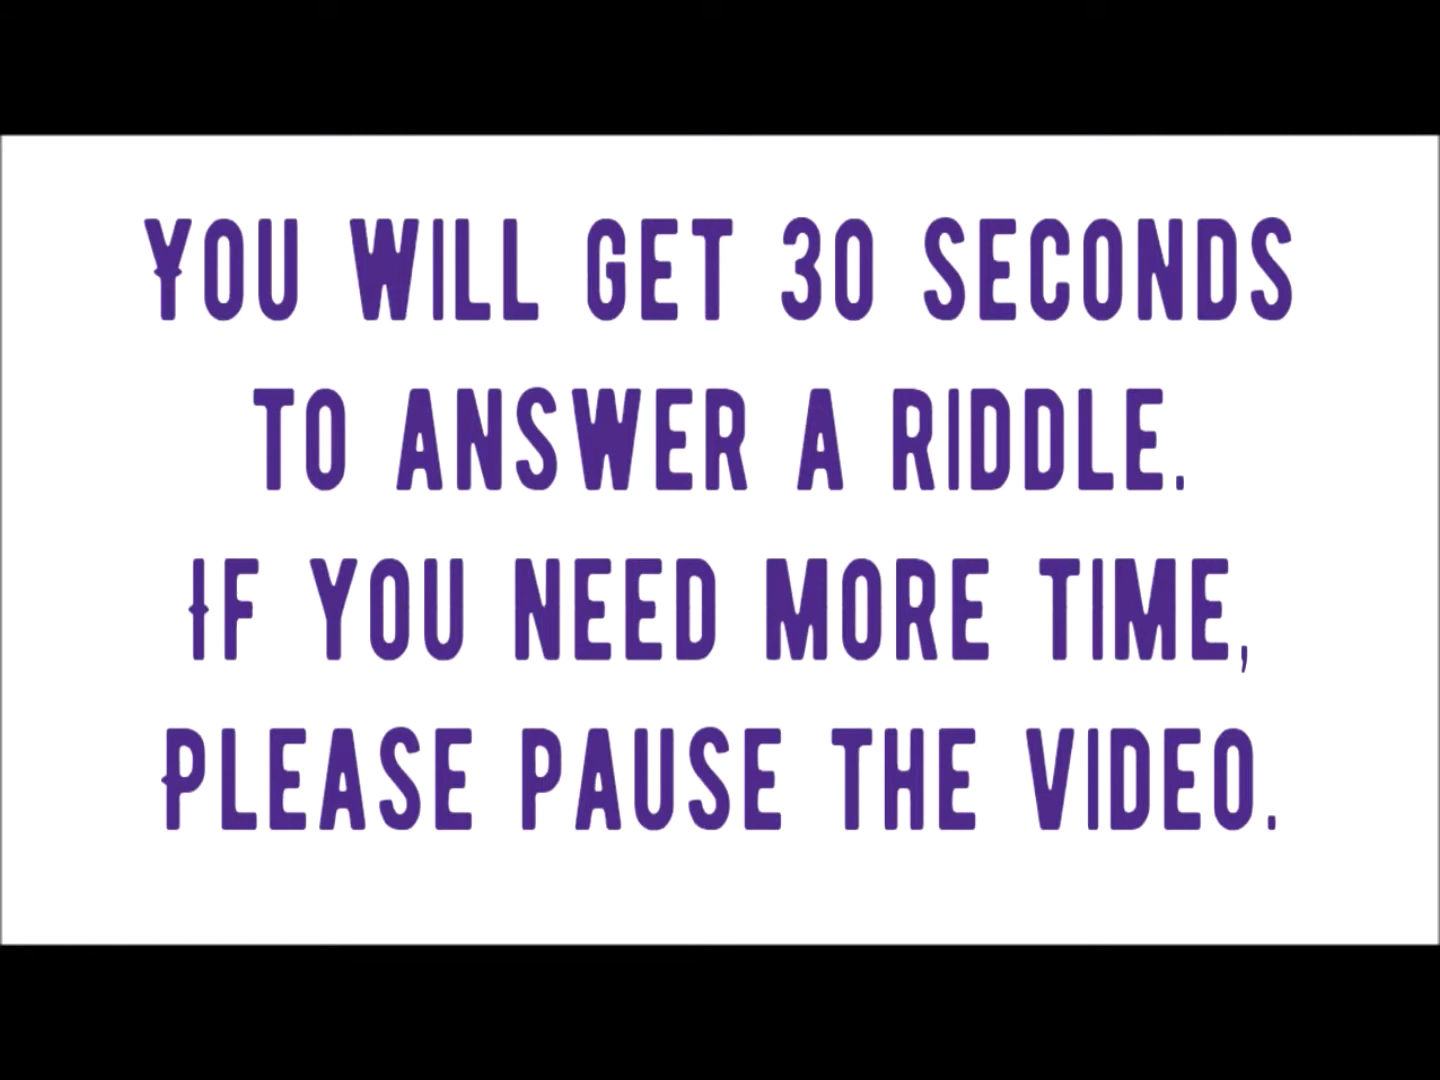 You will get 30 seconds
to answer a riddle.
If you need more time,
Please pause the video.